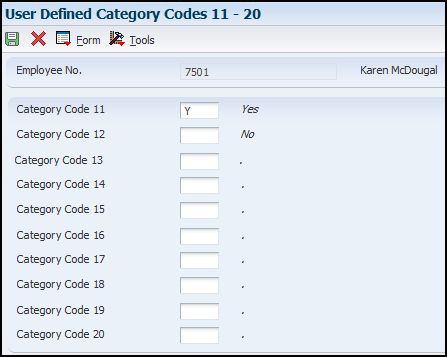 User Defined Category Codes 11 - 20
Form Tools
Employee No. 7501 Karen McDougal
Category Code 11 Y Yes
Category Code 12 No
Category Code 13 .
Category Code 14 .
Category Code 15 .
Category Code 16 .
Category Code 17 .
Category Code 18 .
Category Code 19 .
Category Code 20 .